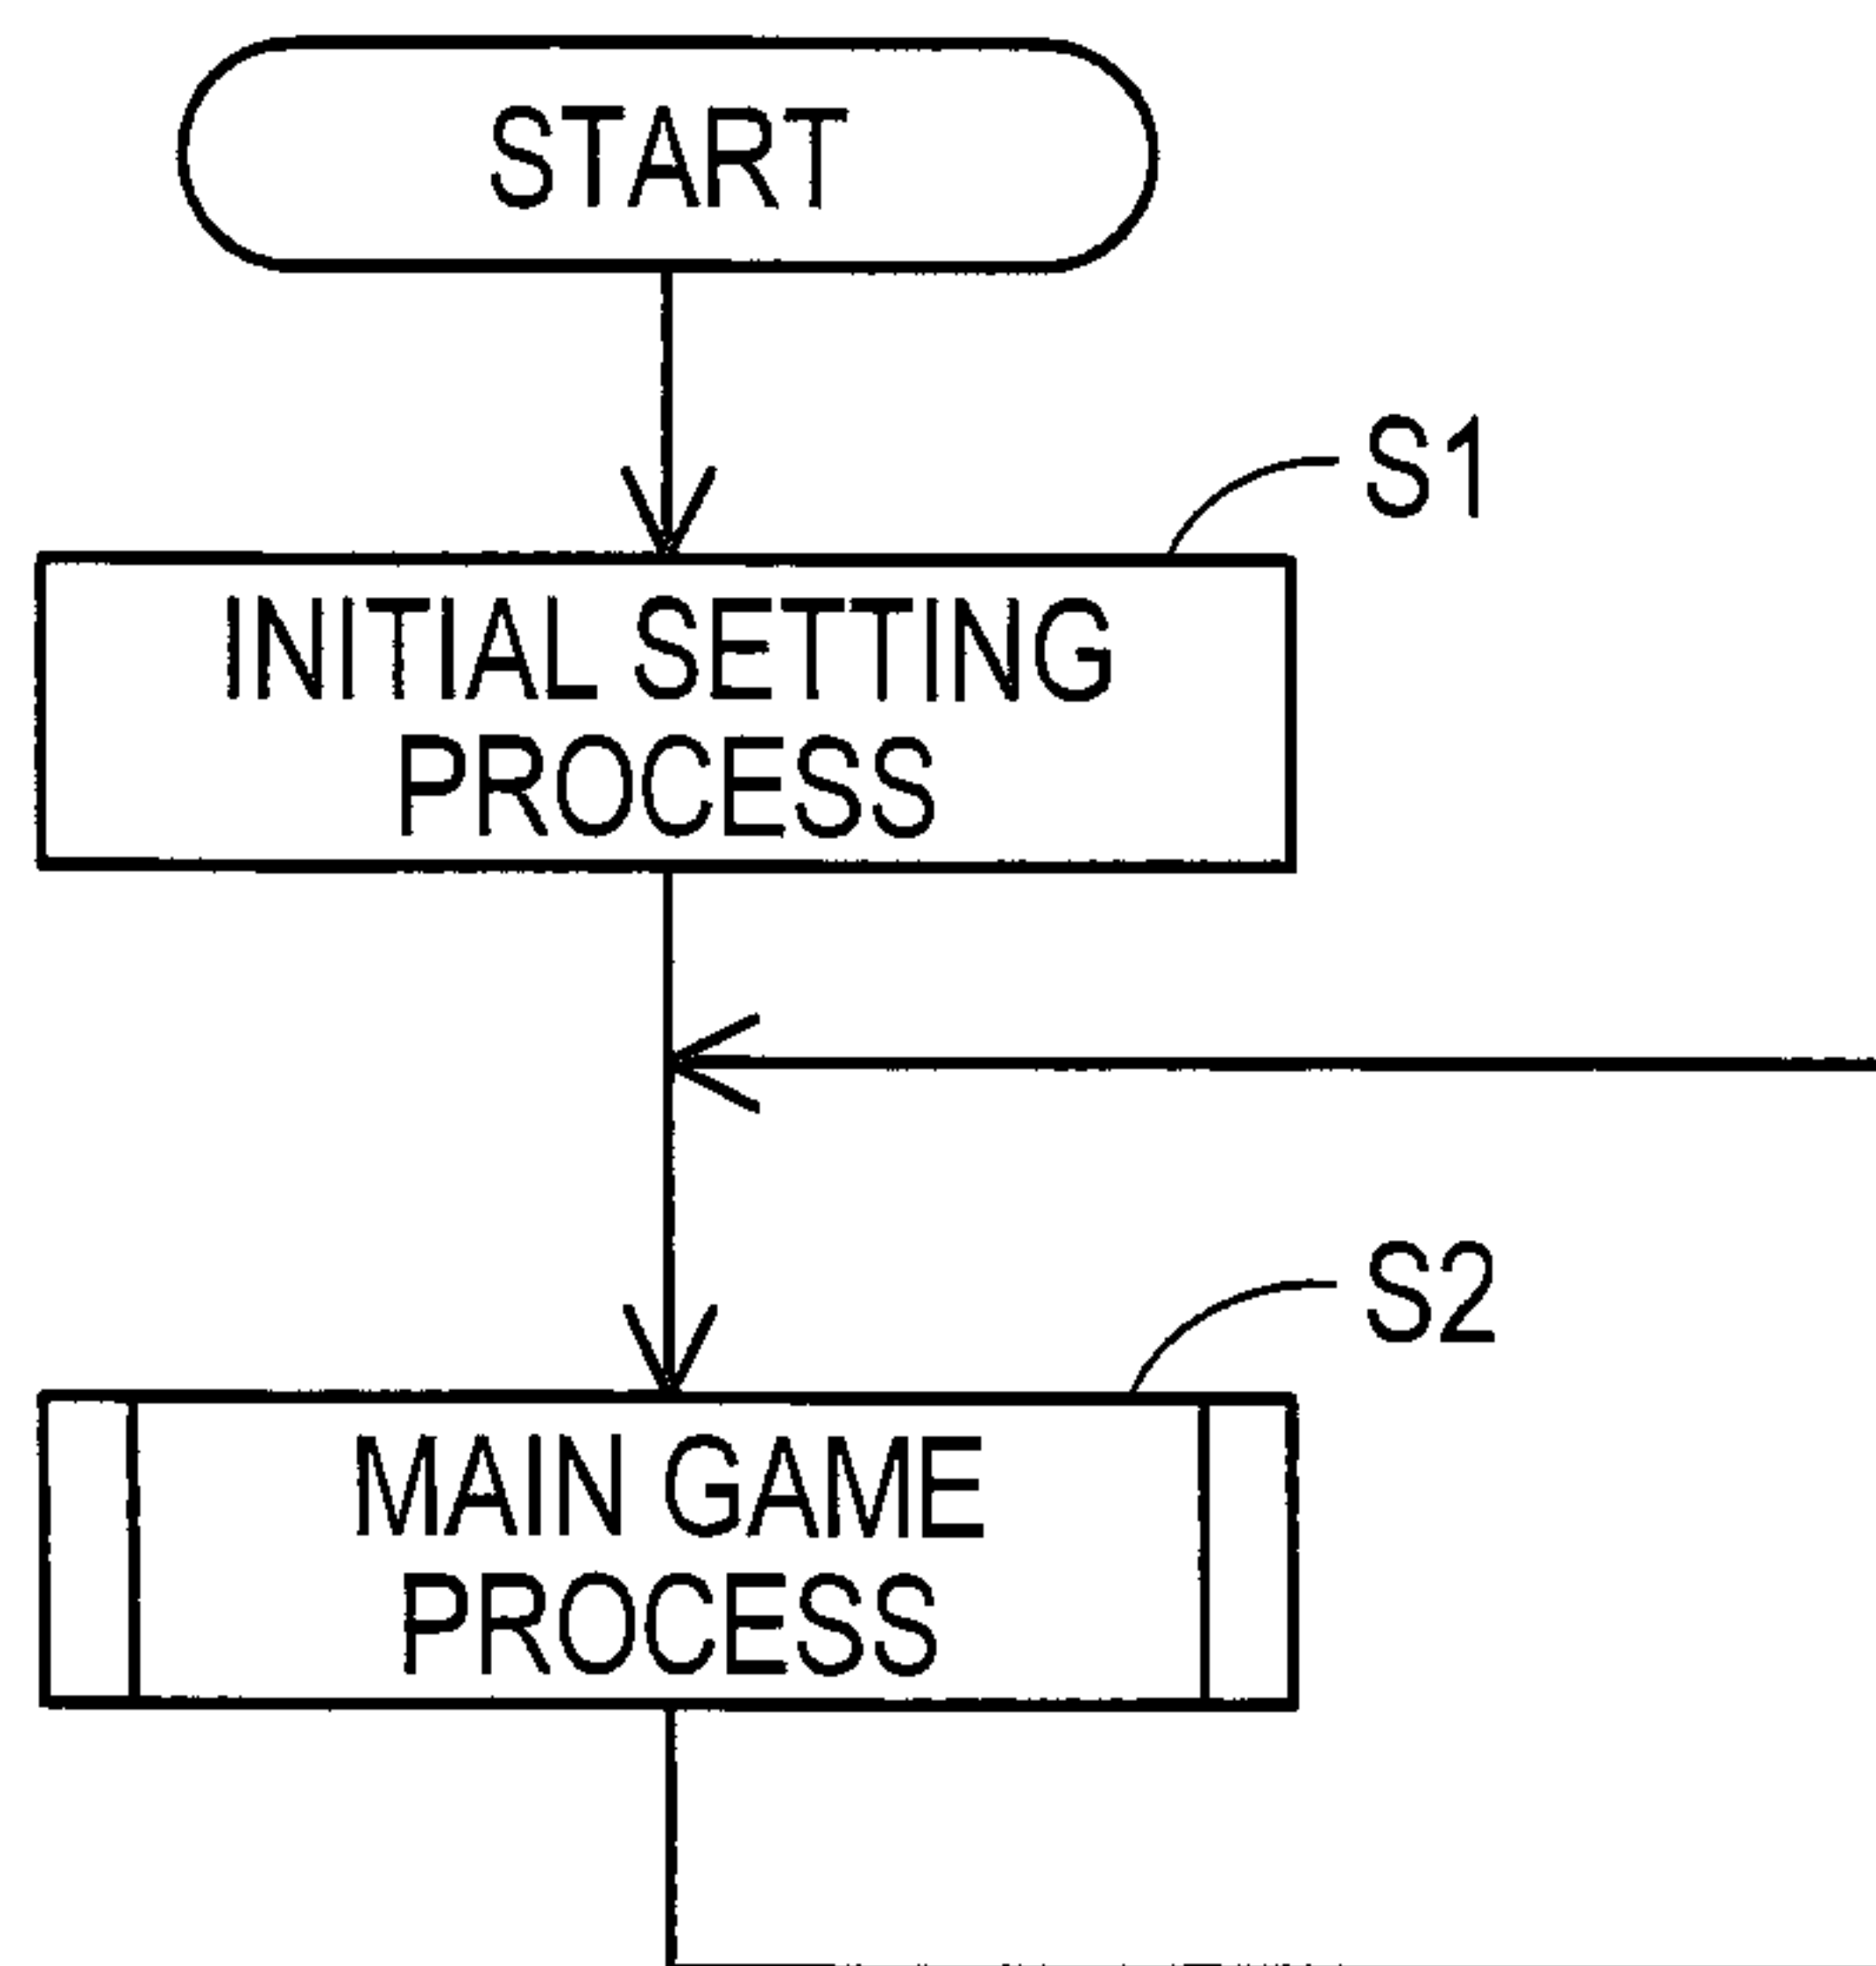 START
S1
INITIAL SETTING
PROCESS
S2
MAIN GAME
PROCESS